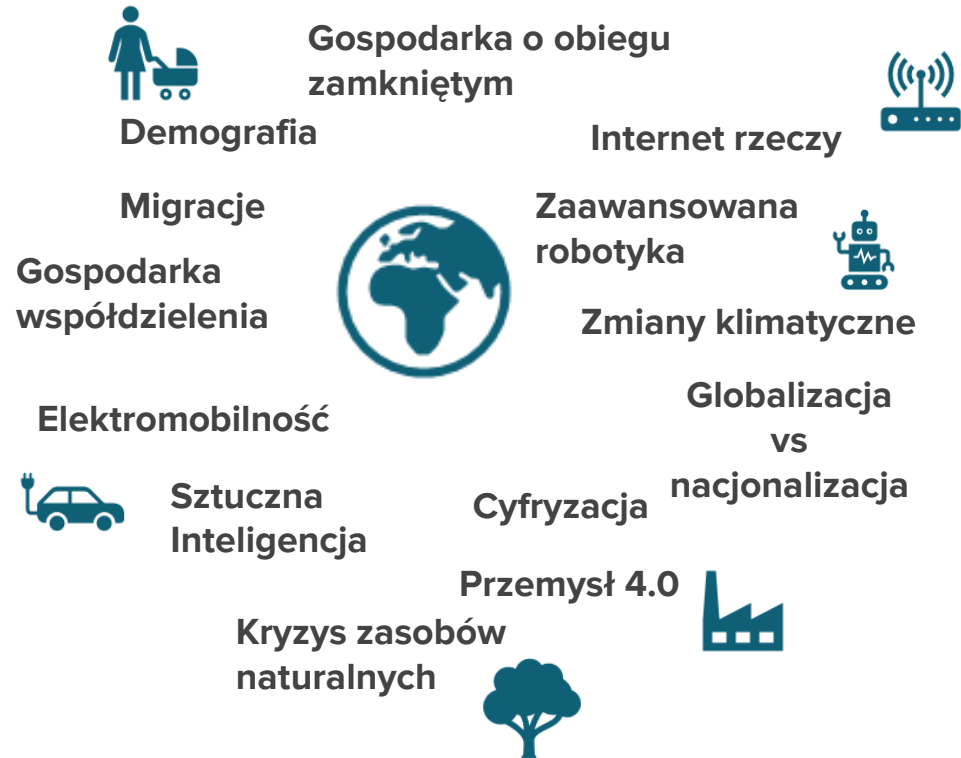 Gospodarka o obiegu
zamkniętym
Demografia
Internet rzeczy
Migracje
Zaawansowana
robotyka
Gospodarka
współdzielenia
Zmiany klimatyczne
Globalizacja
vs
nacjonalizacja
Elektromobilność
Sztuczna
Inteligencja
Cyfryzacja
Przemysł 4.0
Kryzys zasobów
naturalnych